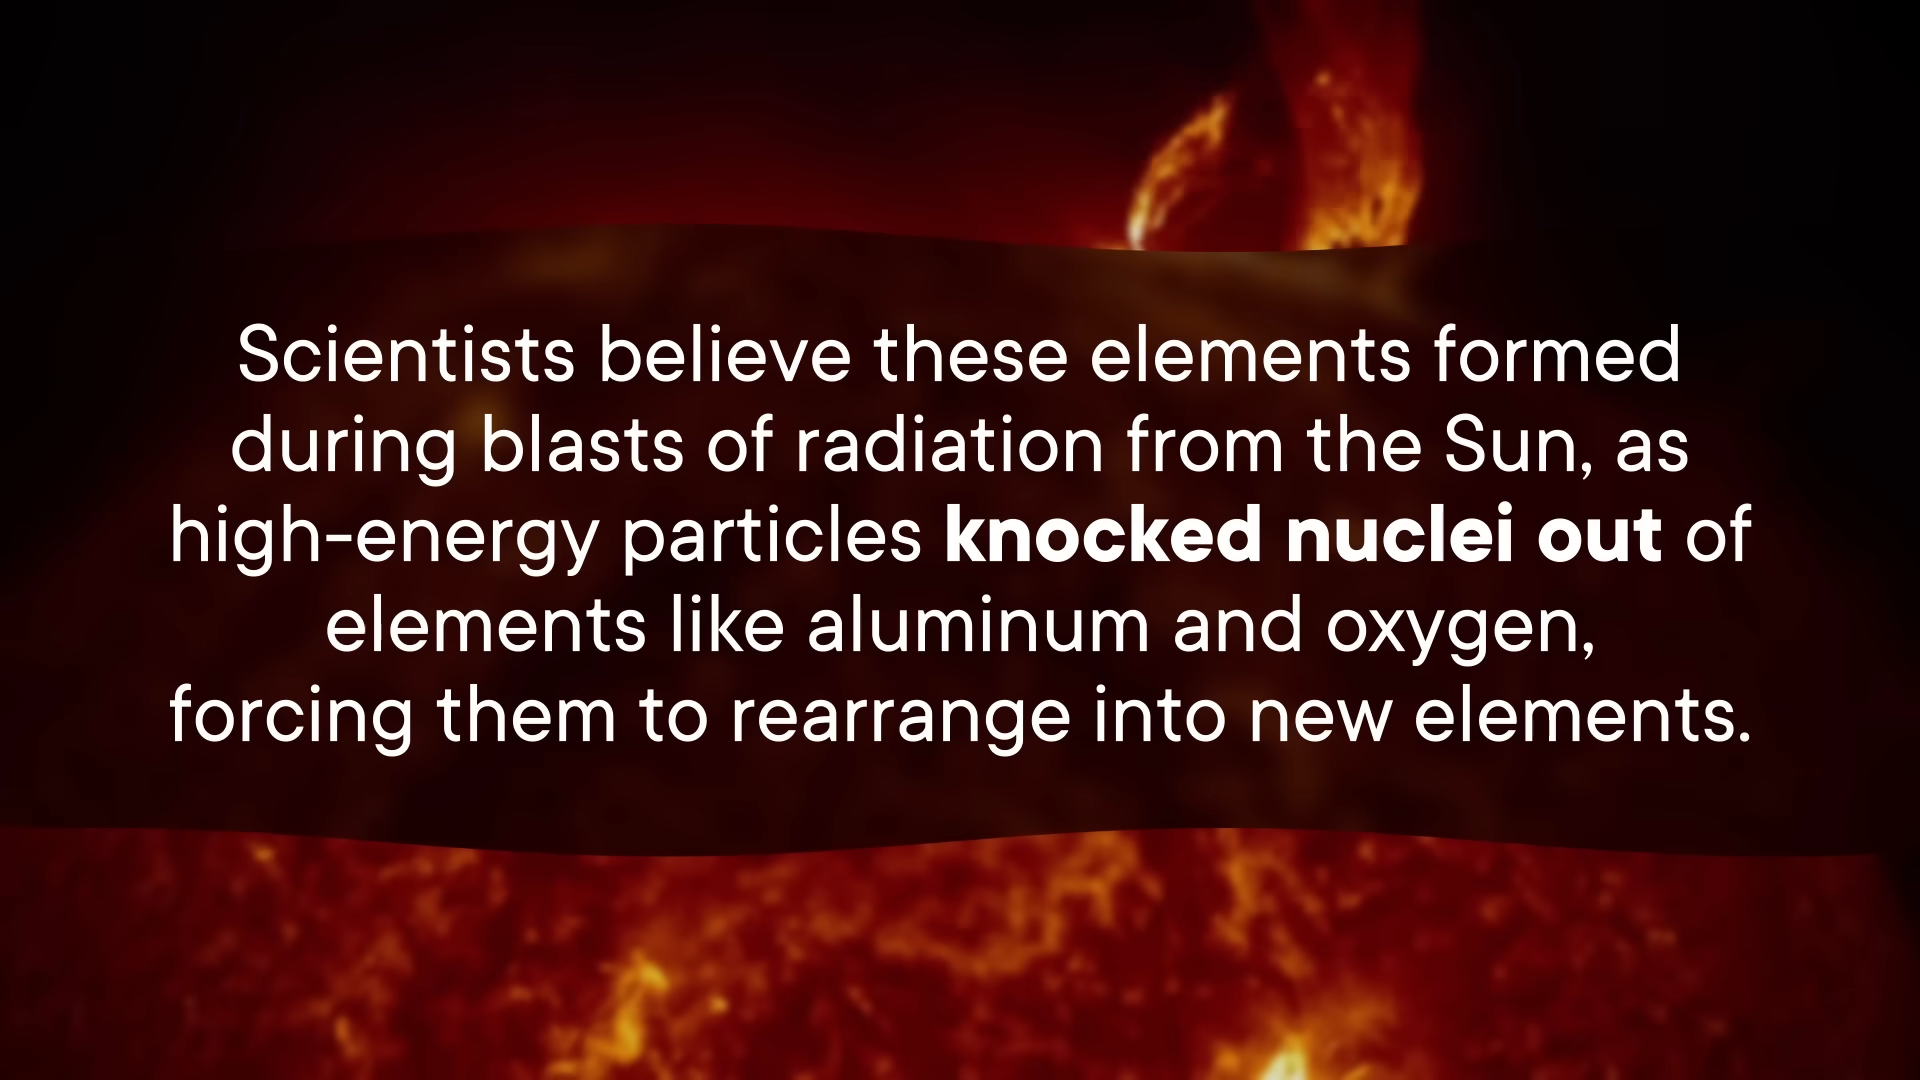 Scientists believe these elements formed
during blasts of radiation from the Sun, as
high-energy particles knocked nuclei out of
elements like aluminum and oxygen,
forcing them to rearrange into new elements.